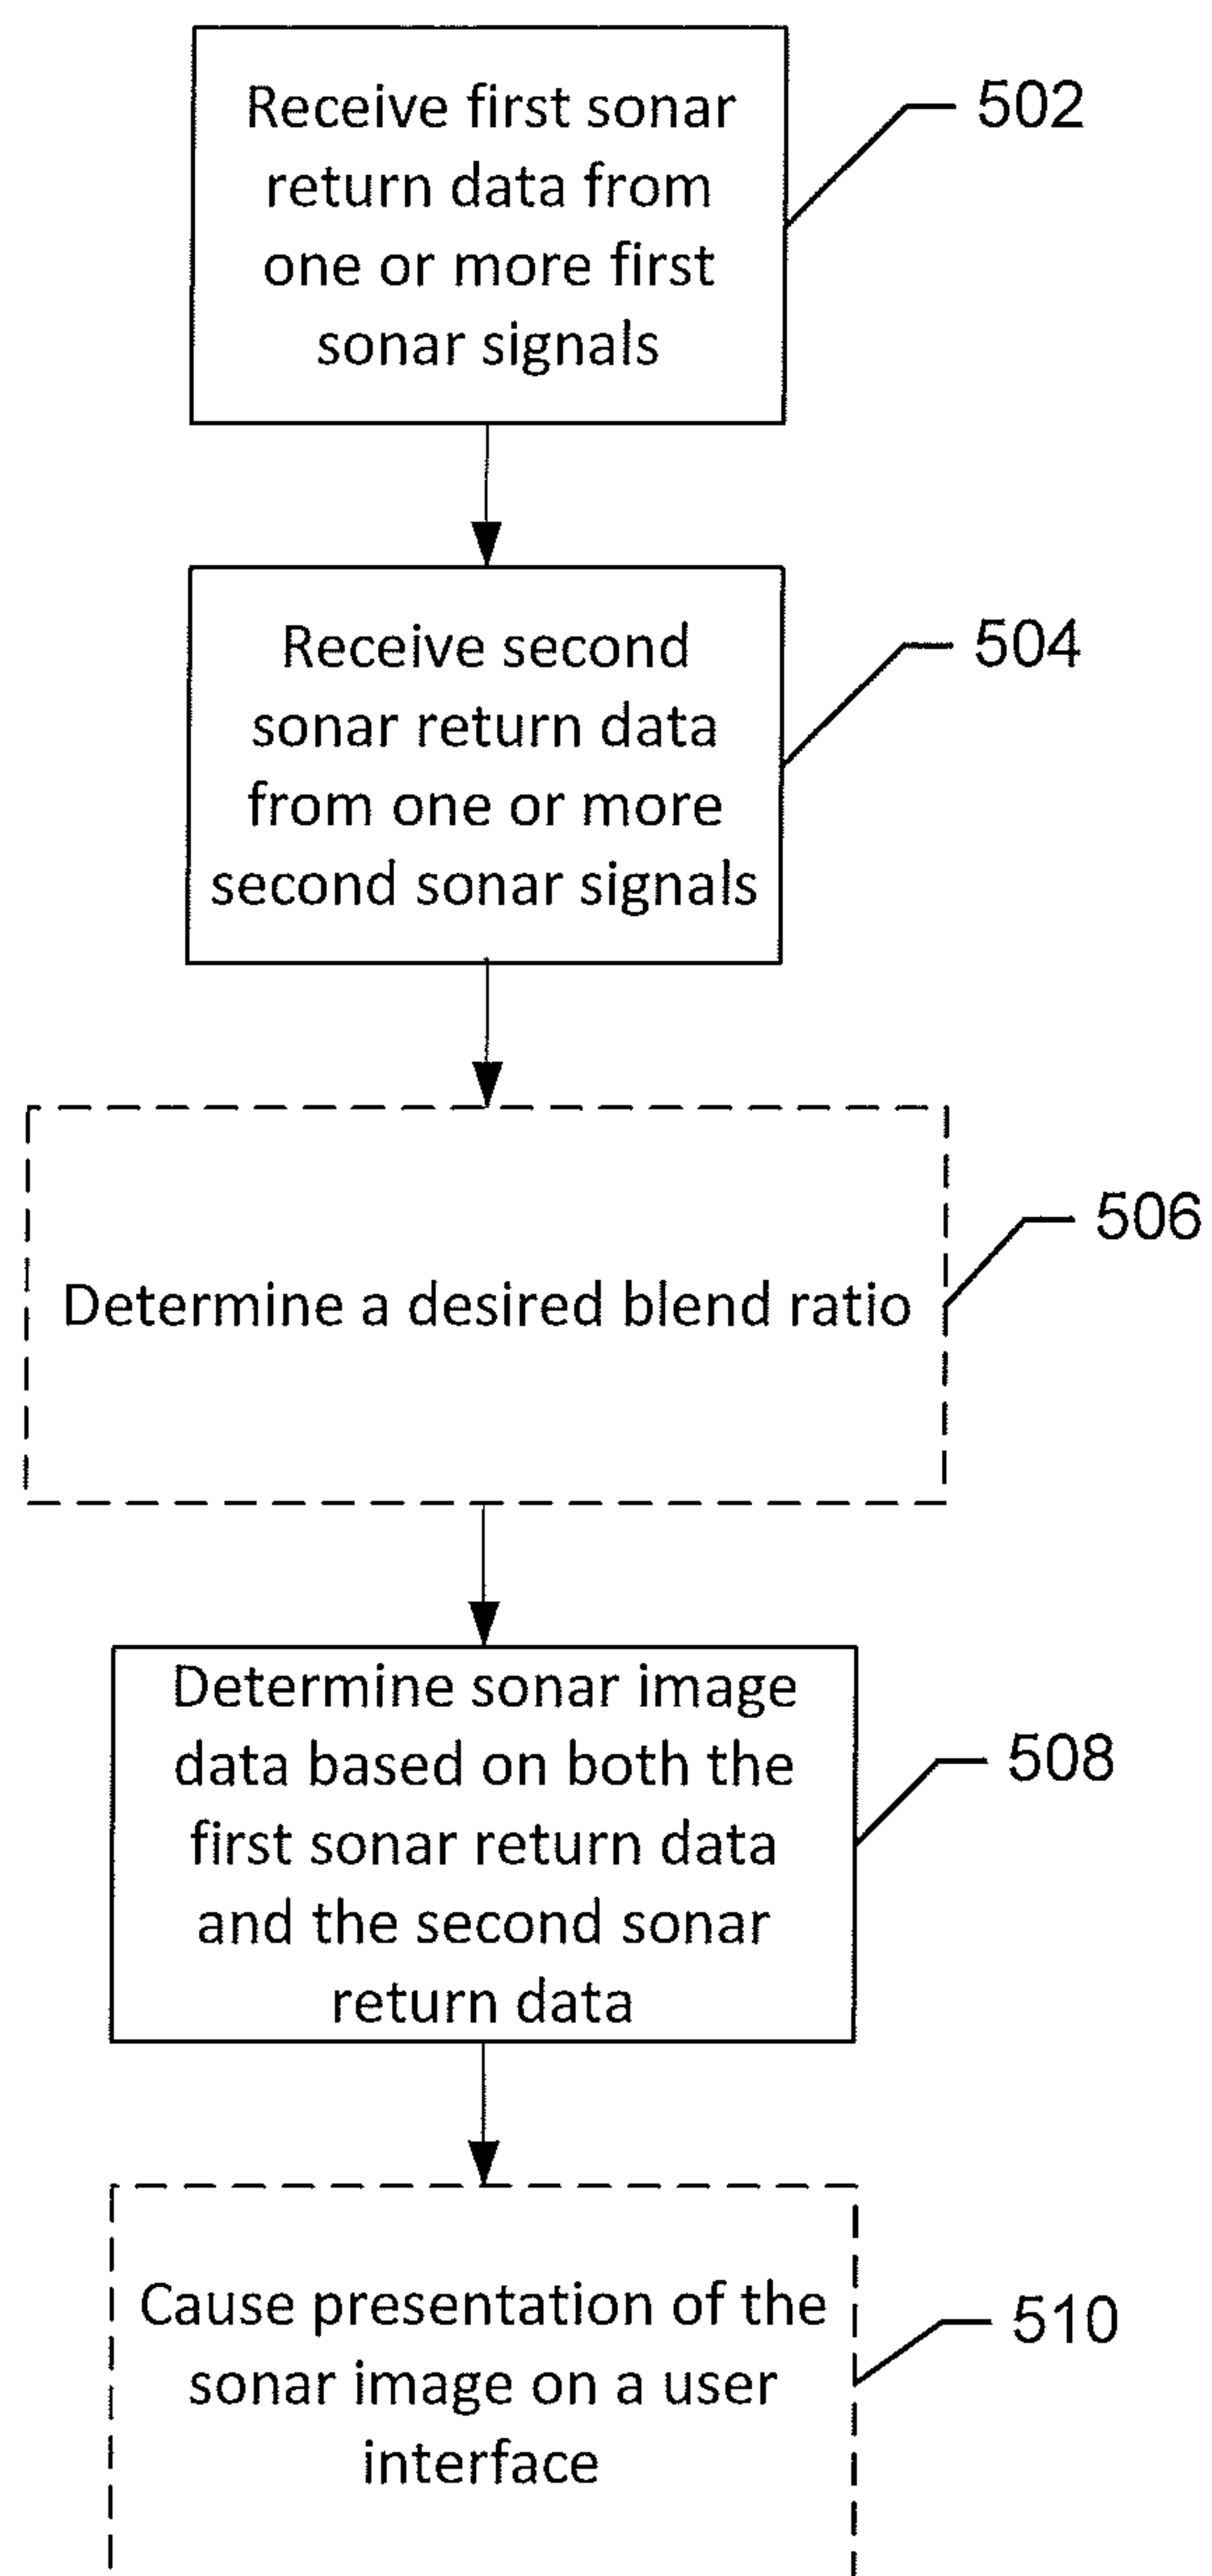 Receive first sonar
return data from
one or more first
sonar signals
502
Receive second
sonar return data
from one or more
second sonar signals
504
Determine a desired blend ratio
506
Determine sonar image
data based on both the
first sonar return data
and the second sonar
return data
508
Cause presentation of the
sonar image on a user
interface
510